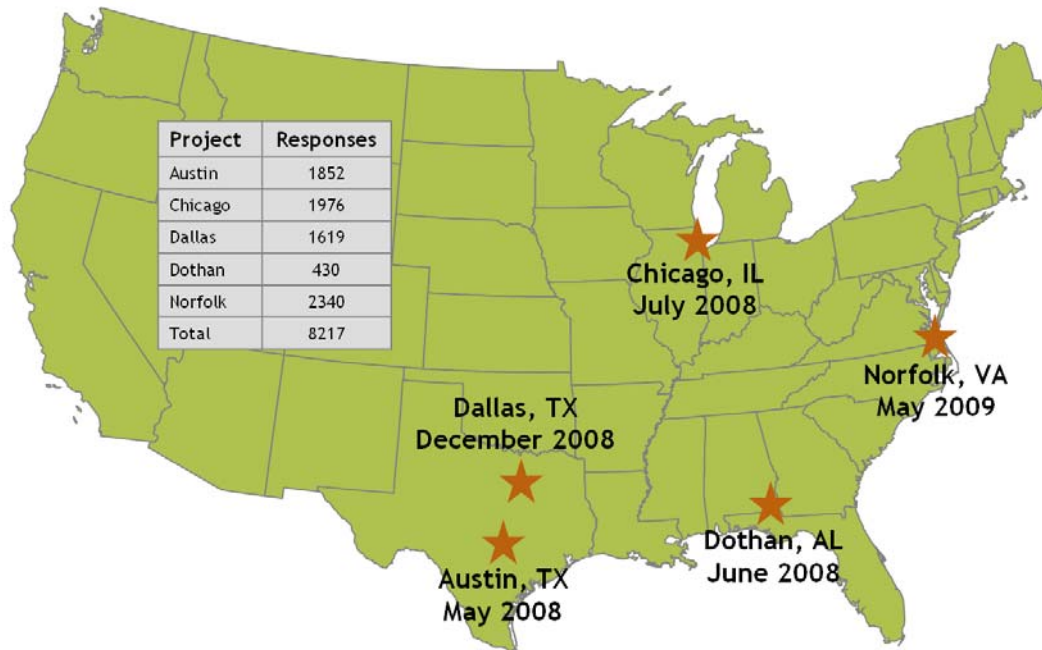 Project Responses
Austin 1852
Chicago 1976
Dallas 1619
Dothan 430
Norfolk 2340
Total 8217
Chicago, IL
July 2008
Norfolk, VA
May 2009
Dallas, TX
December 2008
Dothan, AL
June 2008
Austin, TX
May 2008